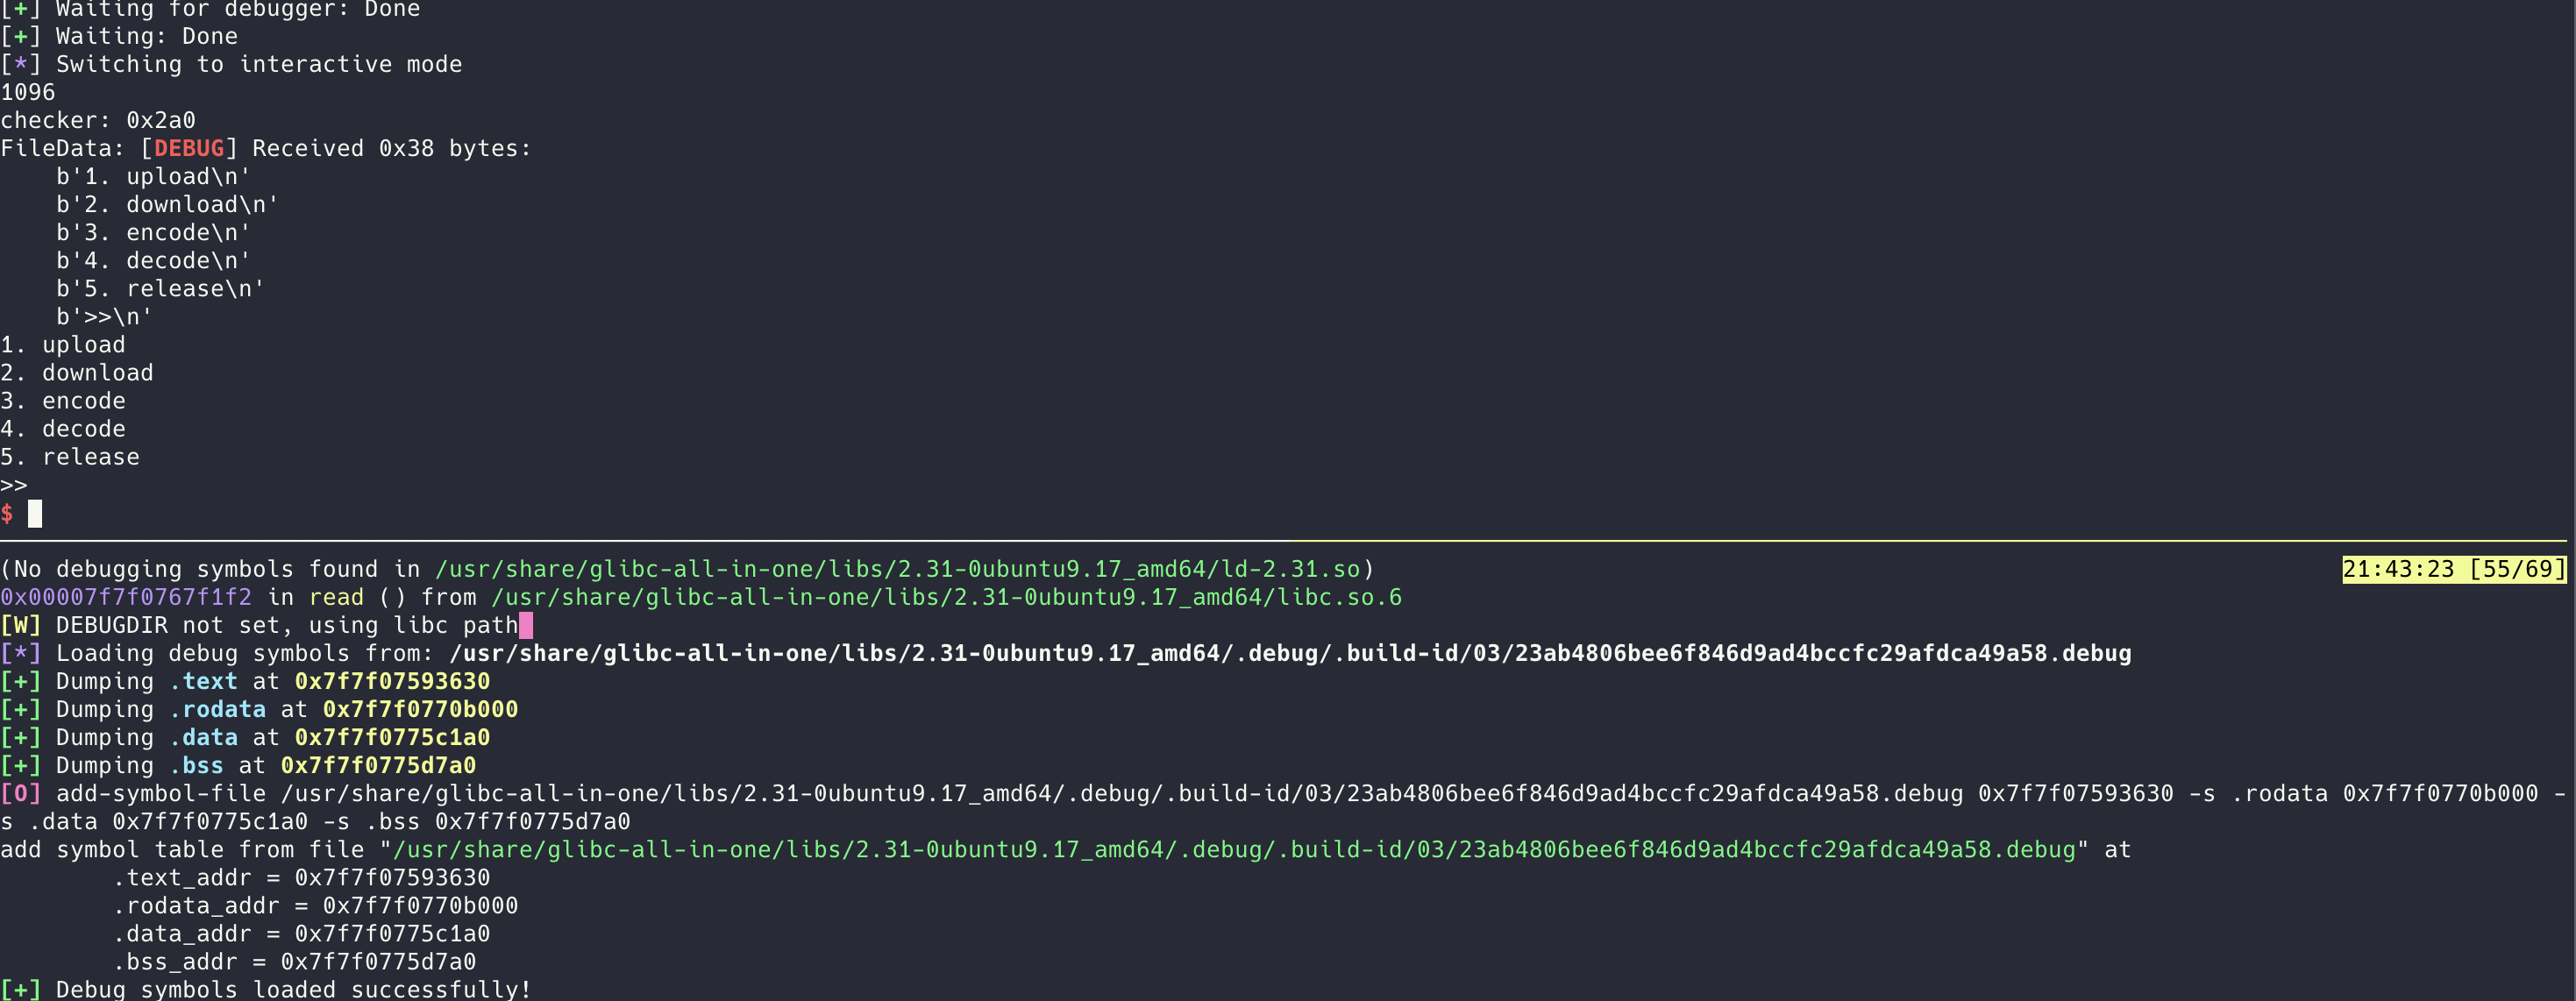 [+] Waiting for debugger: Done
[+] Waiting: Done
[*] Switching to interactive mode
1096
checker: 0x2a0
FileData: [DEBUG] Received 0x38 bytes:
    b'1. upload\n'
    b'2. download\n'
    b'3. encode\n'
    b'4. decode\n'
    b'5. release\n'
    b'>>\n'
1. upload
2. download
3. encode
4. decode
5. release
>>
$
(No debugging symbols found in /usr/share/glibc-all-in-one/libs/2.31-0ubuntu9.17_amd64/ld-2.31.so) 21:43:23 [55/69]
0x00007f7f0767f1f2 in read () from /usr/share/glibc-all-in-one/libs/2.31-0ubuntu9.17_amd64/libc.so.6
[W] DEBUGDIR not set, using libc path
[*] Loading debug symbols from: /usr/share/glibc-all-in-one/libs/2.31-0ubuntu9.17_amd64/.debug/.build-id/03/23ab4806bee6f846d9ad4bccfc29afdca49a58.debug
[+] Dumping .text at 0x7f7f07593630
[+] Dumping .rodata at 0x7f7f0770b000
[+] Dumping .data at 0x7f7f0775c1a0
[+] Dumping .bss at 0x7f7f0775d7a0
[O] add-symbol-file /usr/share/glibc-all-in-one/libs/2.31-0ubuntu9.17_amd64/.debug/.build-id/03/23ab4806bee6f846d9ad4bccfc29afdca49a58.debug 0x7f7f07593630 -s .rodata 0x7f7f0770b000 -
s .data 0x7f7f0775c1a0 -s .bss 0x7f7f0775d7a0
add symbol table from file "/usr/share/glibc-all-in-one/libs/2.31-0ubuntu9.17_amd64/.debug/.build-id/03/23ab4806bee6f846d9ad4bccfc29afdca49a58.debug" at
        .text_addr = 0x7f7f07593630
        .rodata_addr = 0x7f7f0770b000
        .data_addr = 0x7f7f0775c1a0
        .bss_addr = 0x7f7f0775d7a0
[+] Debug symbols loaded successfully!